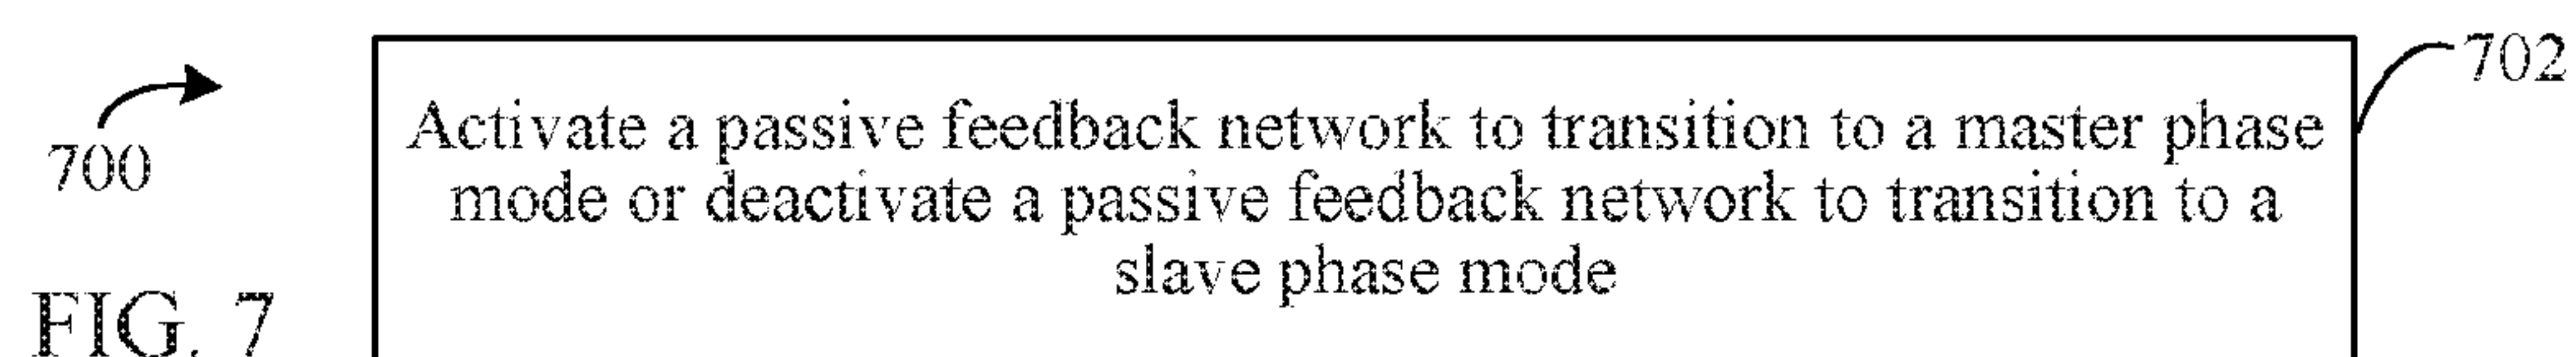 702
Activate a passive feedback network to transition to a master phase
700
mode or deactivate a passive feedback network to transition to a
slave phase mode
FIG. 7